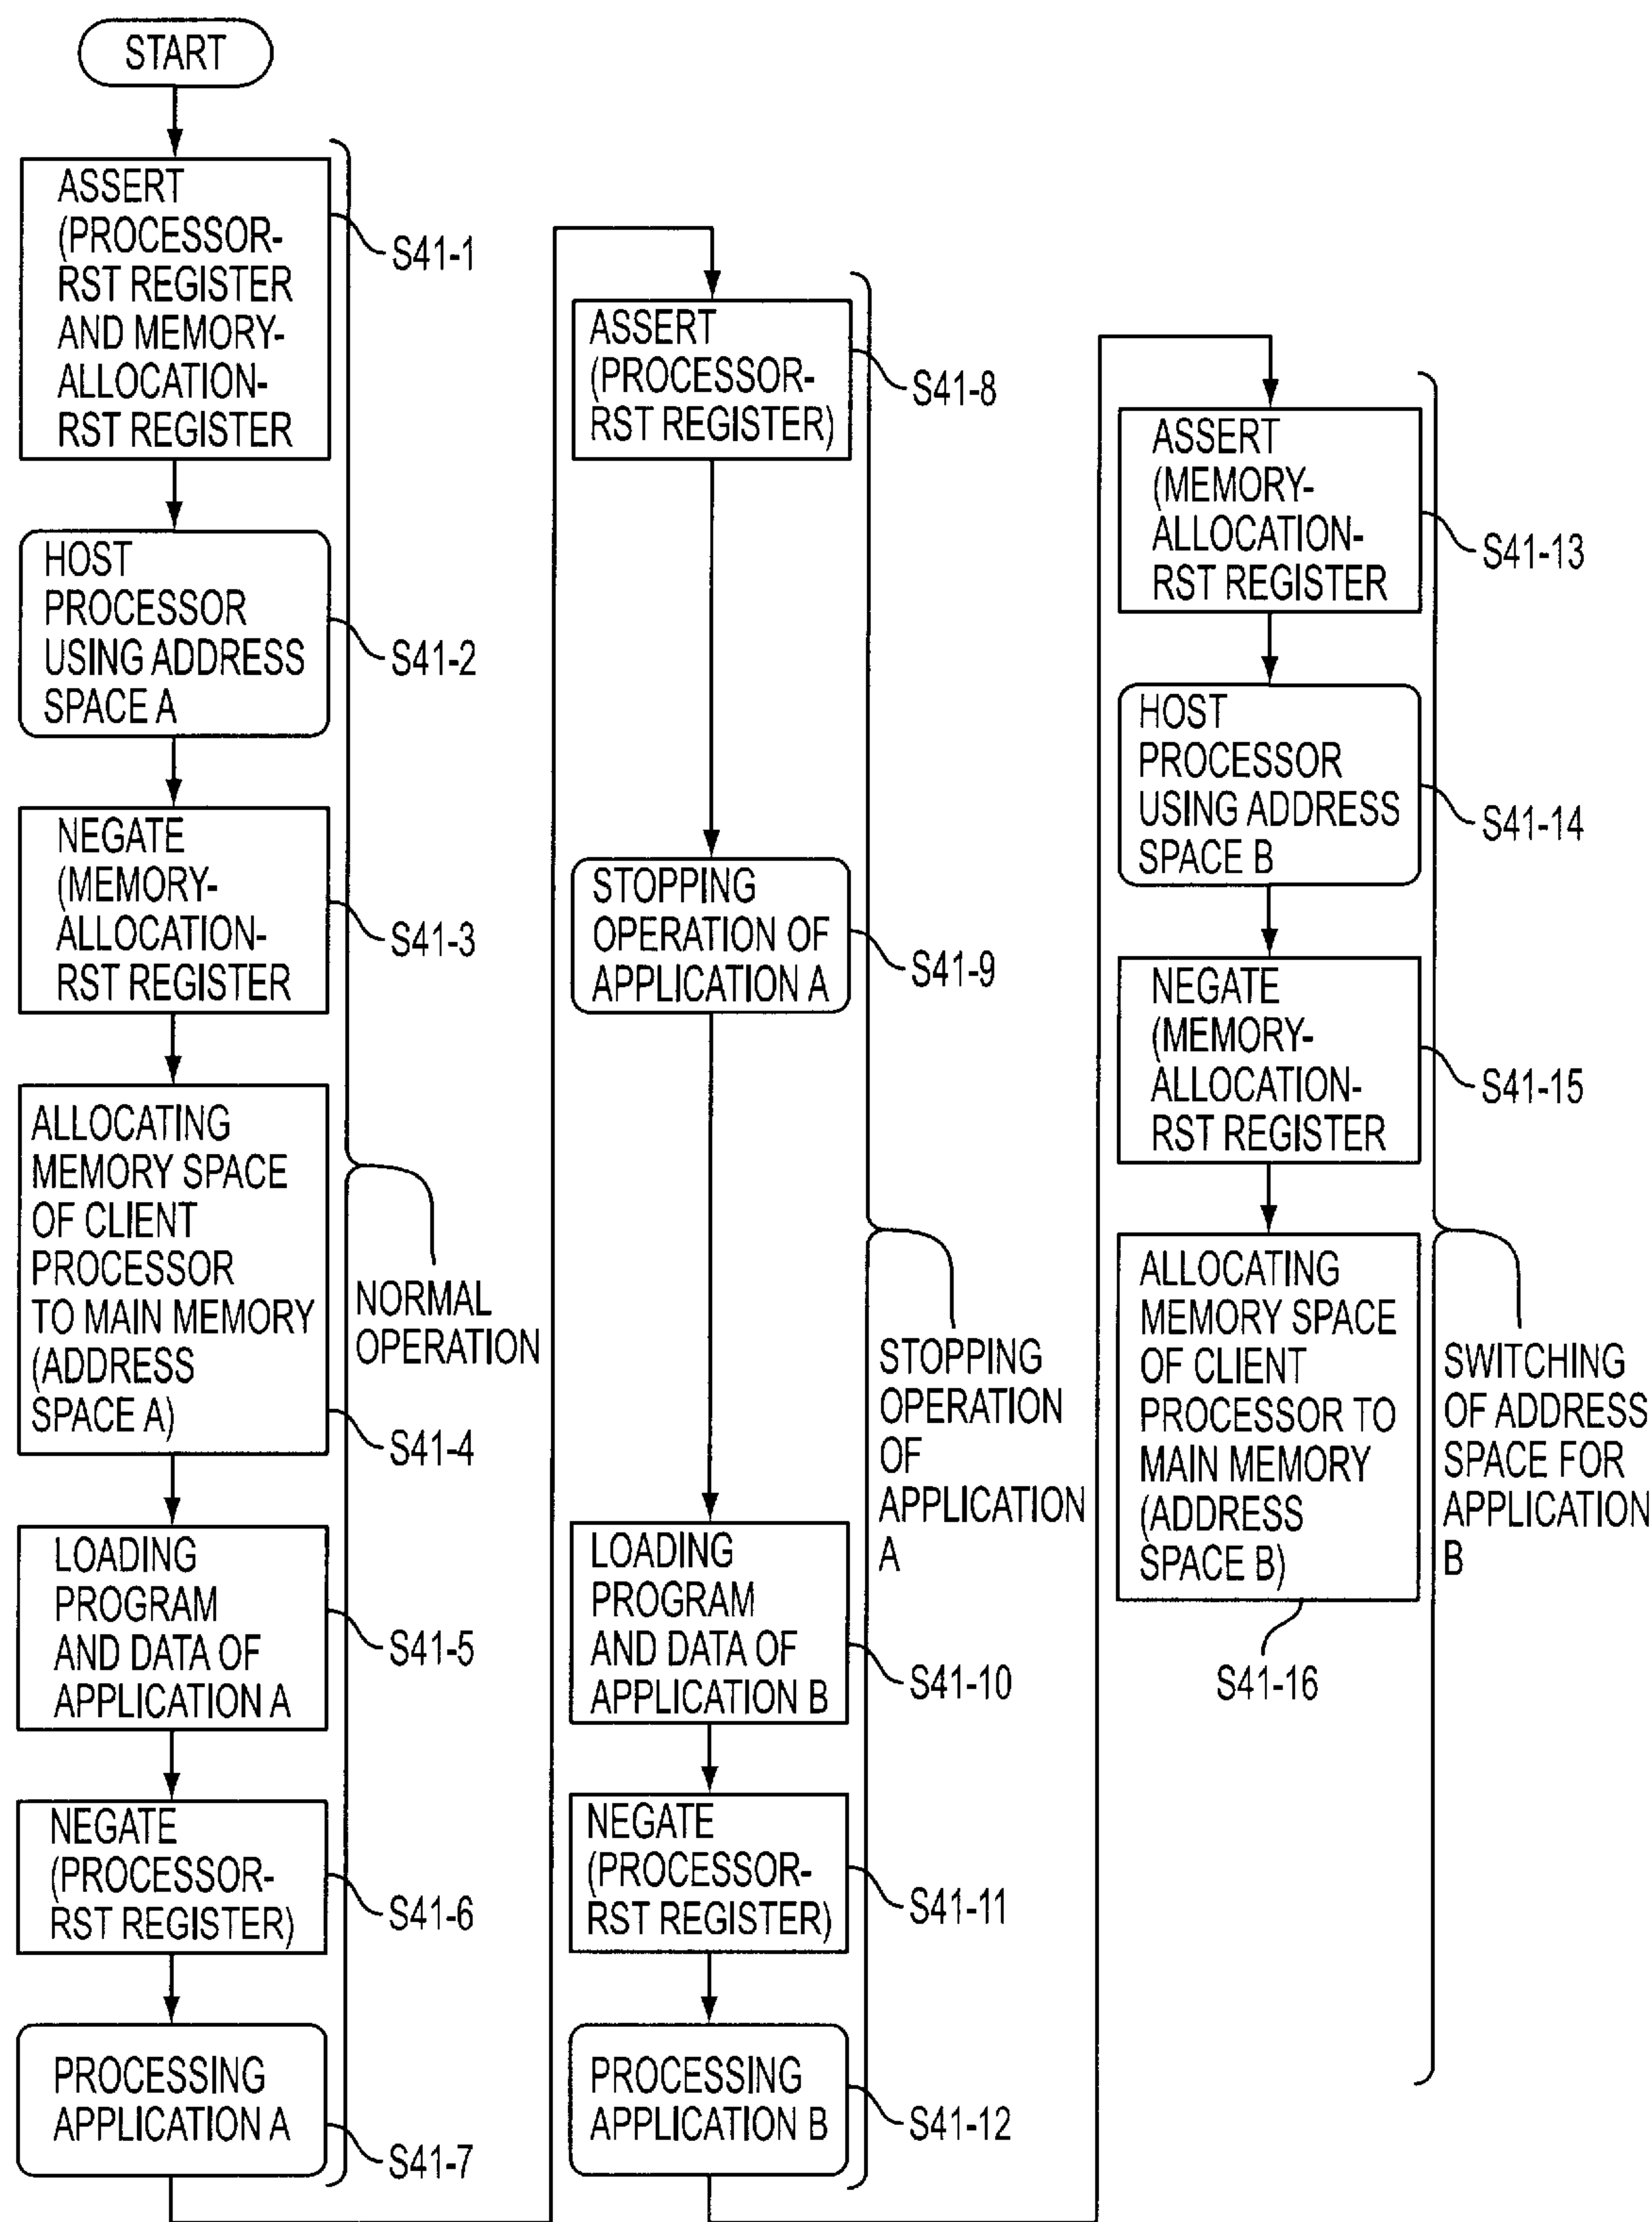 START
ASSERT
(PROCESSOR-
RST REGISTER
AND MEMORY-
ALLOCATION-
RST REGISTER
S41-1
HOST
PROCESSOR
USING ADDRESS
SPACE A
S41-2
NEGATE
(MEMORY-
ALLOCATION-
RST REGISTER
S41-3
ALLOCATING
MEMORY SPACE
OF CLIENT
PROCESSOR
TO MAIN MEMORY
(ADDRESS
SPACE A)
S41-4
LOADING
PROGRAM
AND DATA OF
APPLICATION A
S41-5
NEGATE
(PROCESSOR-
RST REGISTER)
S41-6
PROCESSING
APPLICATION A
S41-7
NORMAL
OPERATION
ASSERT
(PROCESSOR-
RST REGISTER)
S41-8
STOPPING
OPERATION OF
APPLICATION A
S41-9
LOADING
PROGRAM
AND DATA OF
APPLICATION B
S41-10
NEGATE
(PROCESSOR-
RST REGISTER)
S41-11
PROCESSING
APPLICATION B
S41-12
STOPPING
OPERATION
OF
APPLICATION
A
ASSERT
(MEMORY-
ALLOCATION-
RST REGISTER
S41-13
HOST
PROCESSOR
USING ADDRESS
SPACE B
S41-14
NEGATE
(MEMORY-
ALLOCATION-
RST REGISTER
S41-15
ALLOCATING
MEMORY SPACE
OF CLIENT
PROCESSOR TO
MAIN MEMORY
(ADDRESS
SPACE B)
S41-16
SWITCHING
OF ADDRESS
SPACE FOR
APPLICATION
B